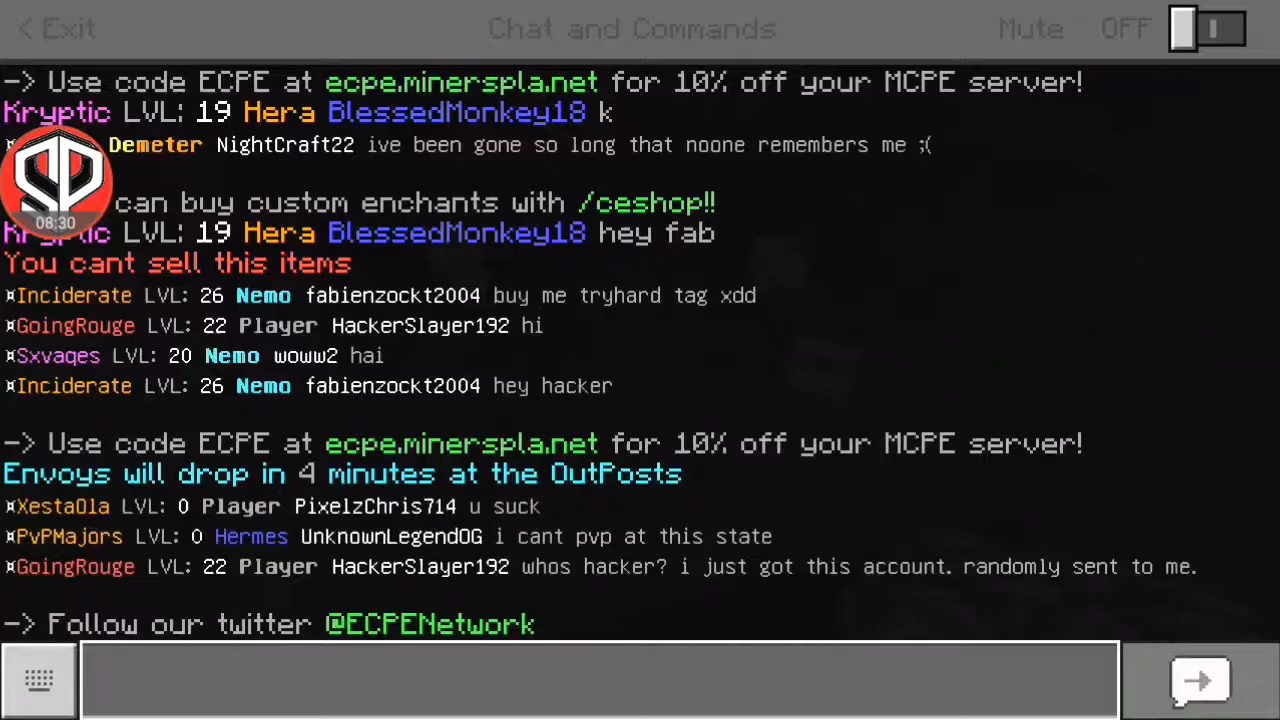 < Exit
Chat and Commands
Mute OFF
-> Use code ECPE at ecpe.minerspla.net for 10% off your MCPE server!
Kryptic LVL: 19 Hera BlessedMonkey18 k
Demeter NightCraft22 ive been gone so long that noone remembers me ;(
can buy custom enchants with /ceshop!!
08:30
Kryptic LVL: 19 Hera BlessedMonkey18 hey fab
You cant sell this items
¤Inciderate LVL: 26 Nemo fabienzockt2004 buy me tryhard tag xdd
¤GoingRouge LVL: 22 Player HackerSlayer192 hi
¤Sxvaqes LVL: 20 Nemo woww2 hai
¤Inciderate LVL: 26 Nemo fabienzockt2004 hey hacker
-> Use code ECPE at ecpe.minerspla.net for 10% off your MCPE server!
Envoys will drop in 4 minutes at the OutPosts
¤XestaOla LVL: 0 Player PixelzChris714 u suck
¤PvPMajors LVL: 0 Hermes UnknownLegendOG i cant pvp at this state
¤GoingRouge LVL: 22 Player HackerSlayer192 whos hacker? i just got this account. randomly sent to me.
-> Follow our twitter @ECPENetwork